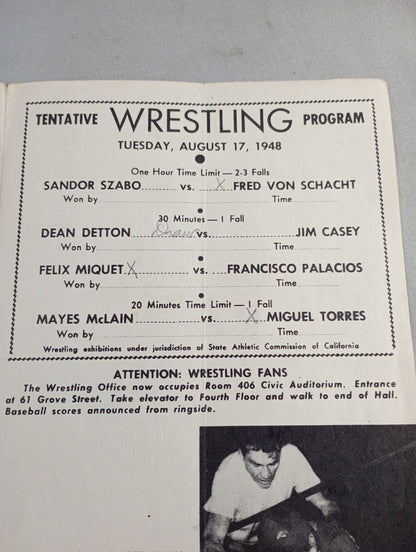 TENTATIVE WRESTLING PROGRAM
TUESDAY, AUGUST 17, 1948
One Hour Time Limit — 2-3 Falls
SANDOR SZABO.......... vs. ....X.. FRED VON SCHACHT
Won by.................... Time....................
30 Minutes — 1 Fall
DEAN DETTON ....Draw.... vs. ....................JIM CASEY
Won by.................... Time....................
FELIX MIQUET X............ vs. ....FRANCISCO PALACIOS
Won by.................... Time....................
20 Minutes Time Limit — 1 Fall
MAYES McLAIN.................... vs. ........X.. MIGUEL TORRES
Won by.................... Time....................
Wrestling exhibitions under jurisdiction of State Athletic Commission of California
ATTENTION: WRESTLING FANS
The Wrestling Office now occupies Room 406 Civic Auditorium. Entrance
at 61 Grove Street. Take elevator to Fourth Floor and walk to end of Hall.
Baseball scores announced from ringside.